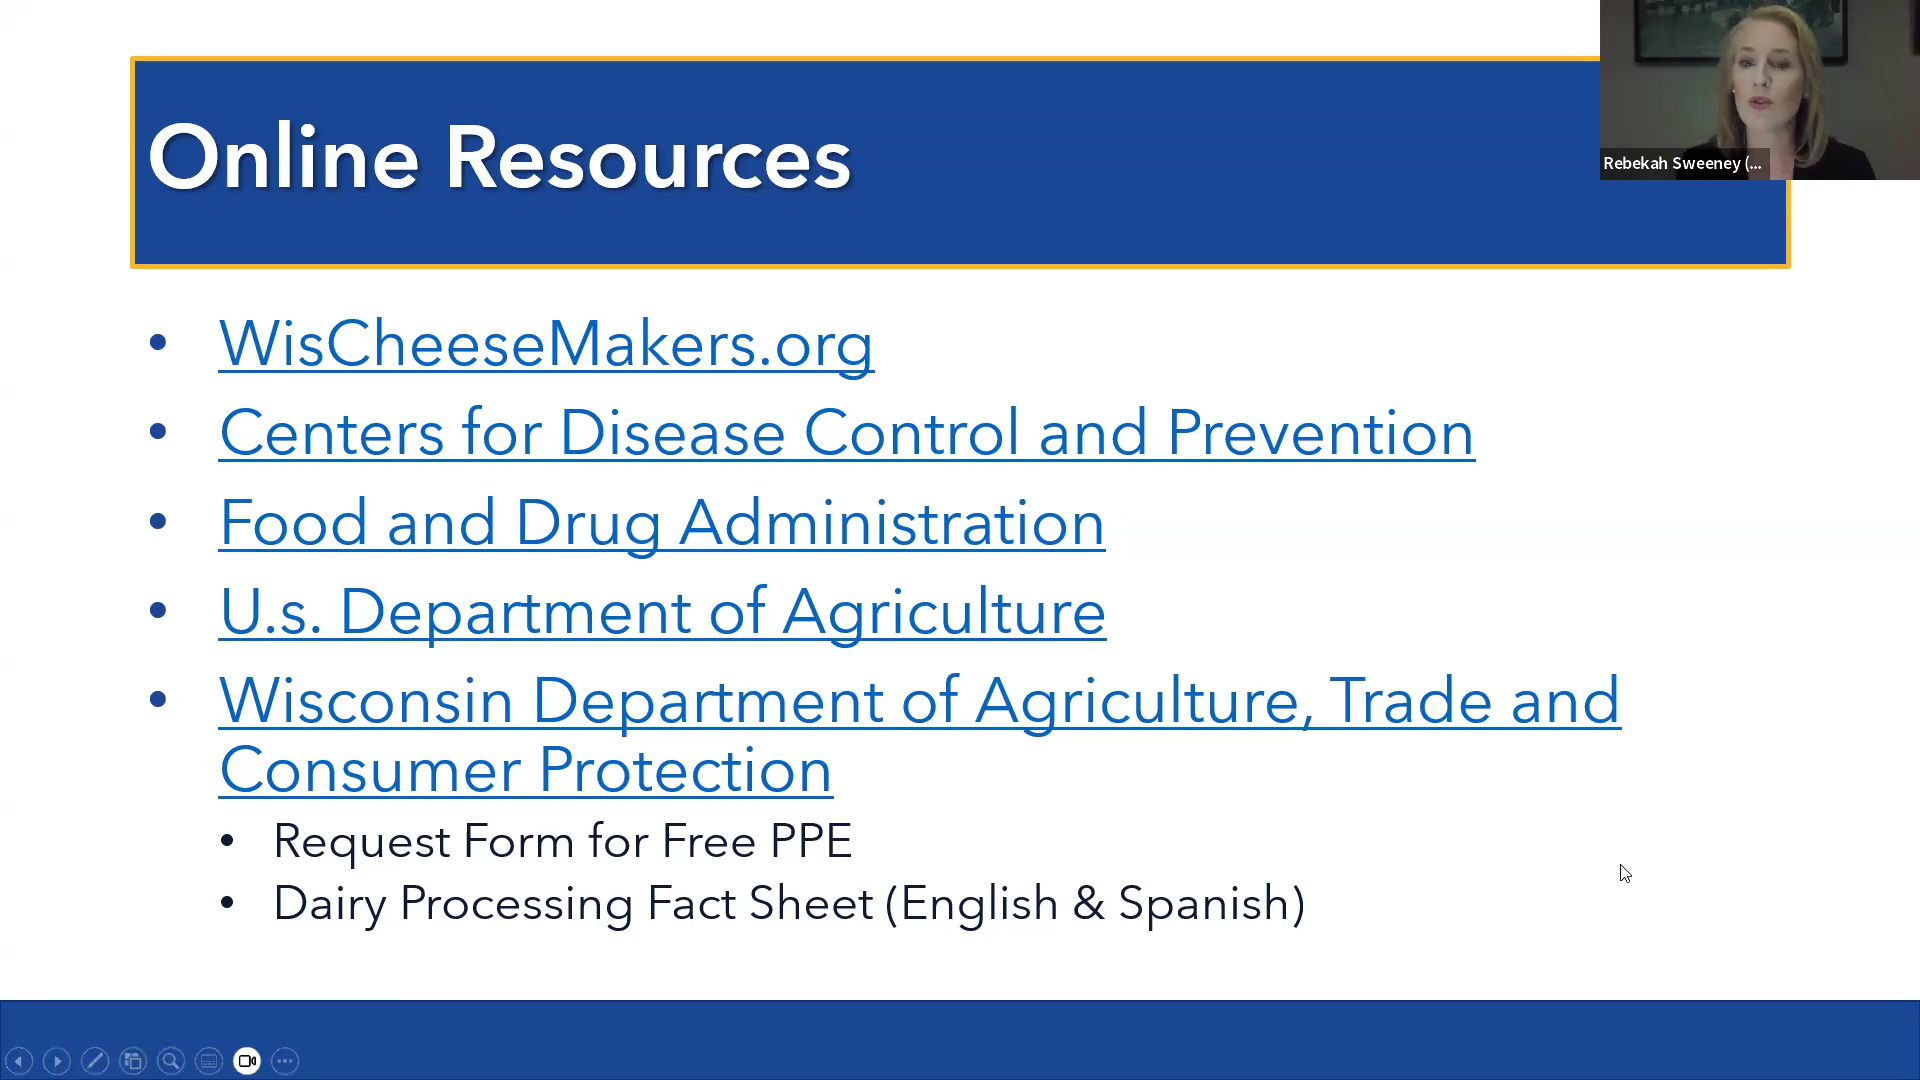 Online Resources
Rebekah Sweeney (...
• WisCheeseMakers.org
• Centers for Disease Control and Prevention
• Food and Drug Administration
• U.s. Department of Agriculture
• Wisconsin Department of Agriculture, Trade and
Consumer Protection
• Request Form for Free PPE
• Dairy Processing Fact Sheet (English & Spanish)